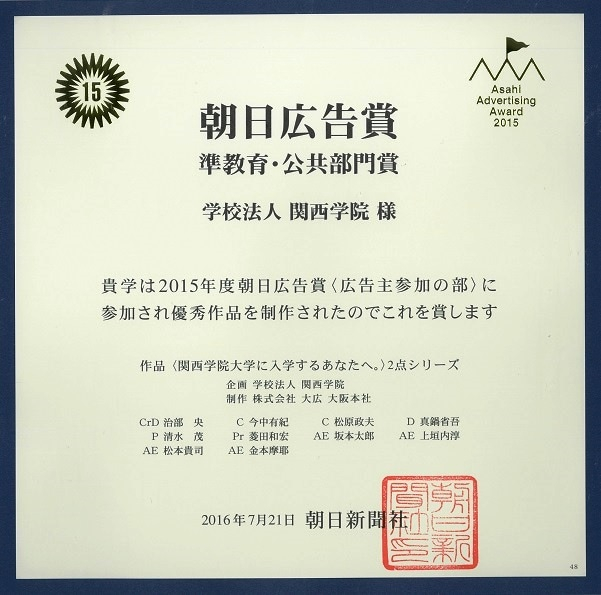 15
Asahi
Advertising
Award
2015
朝日広告賞
準教育・公共部門賞
学校法人 関西学院 様
貴学は2015年度朝日広告賞〈広告主参加の部〉に
参加され優秀作品を制作されたのでこれを賞します
作品〈関西学院大学に入学するあなたへ。〉2点シリーズ
企画 学校法人 関西学院
制作 株式会社 大広 大阪本社
CrD 治部 央 C 今中有紀 C 松原政夫 D 真鍋省吾
P 清水 茂 Pr 菱田和宏 AE 坂本太郎 AE 上垣内淳
AE 松本貴司 AE 金本摩耶
2016年7月21日 朝日新聞社
朝日新
聞社印
48